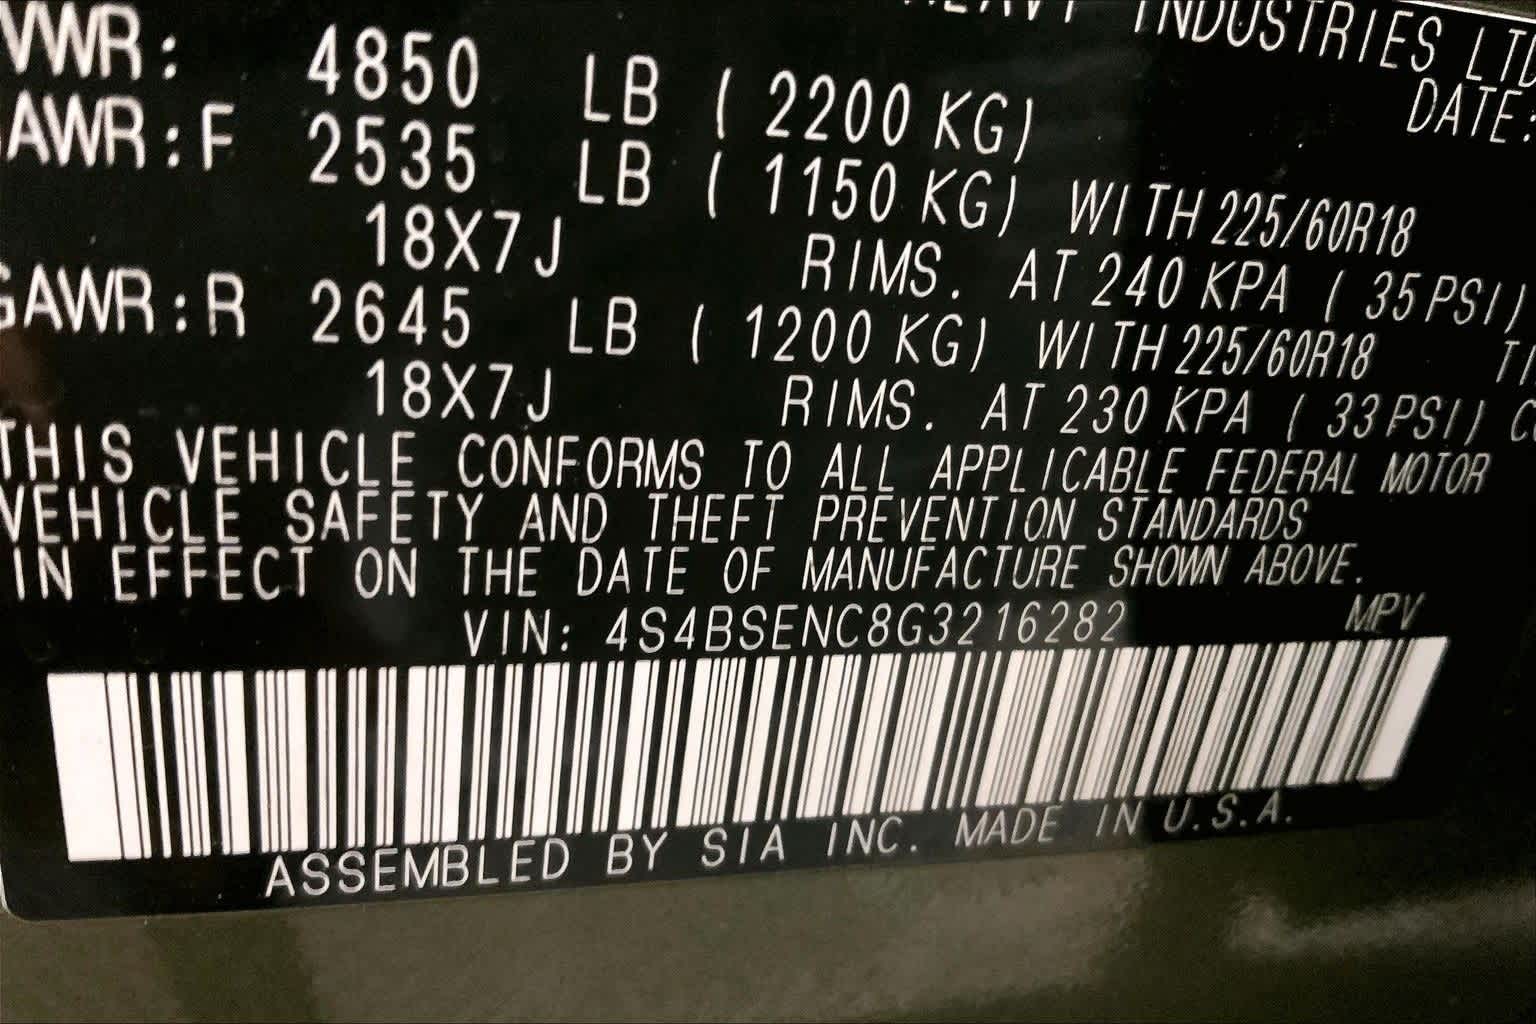 HEAVY INDUSTRIES LTD
DATE:
VWR: 4850 LB ( 2200 KG)
AWR:F 2535 LB ( 1150 KG) WITH 225/60R18
18X7J RIMS. AT 240 KPA ( 35PSI)
GAWR:R 2645 LB ( 1200 KG) WITH 225/60R18
18X7J RIMS. AT 230 KPA ( 33PSI)
THIS VEHICLE CONFORMS TO ALL APPLICABLE FEDERAL MOTOR
VEHICLE SAFETY AND THEFT PREVENTION STANDARDS
IN EFFECT ON THE DATE OF MANUFACTURE SHOWN ABOVE.
VIN: 4S4BSENC8G3216282 MPV
ASSEMBLED BY SIA INC. MADE IN U.S.A.